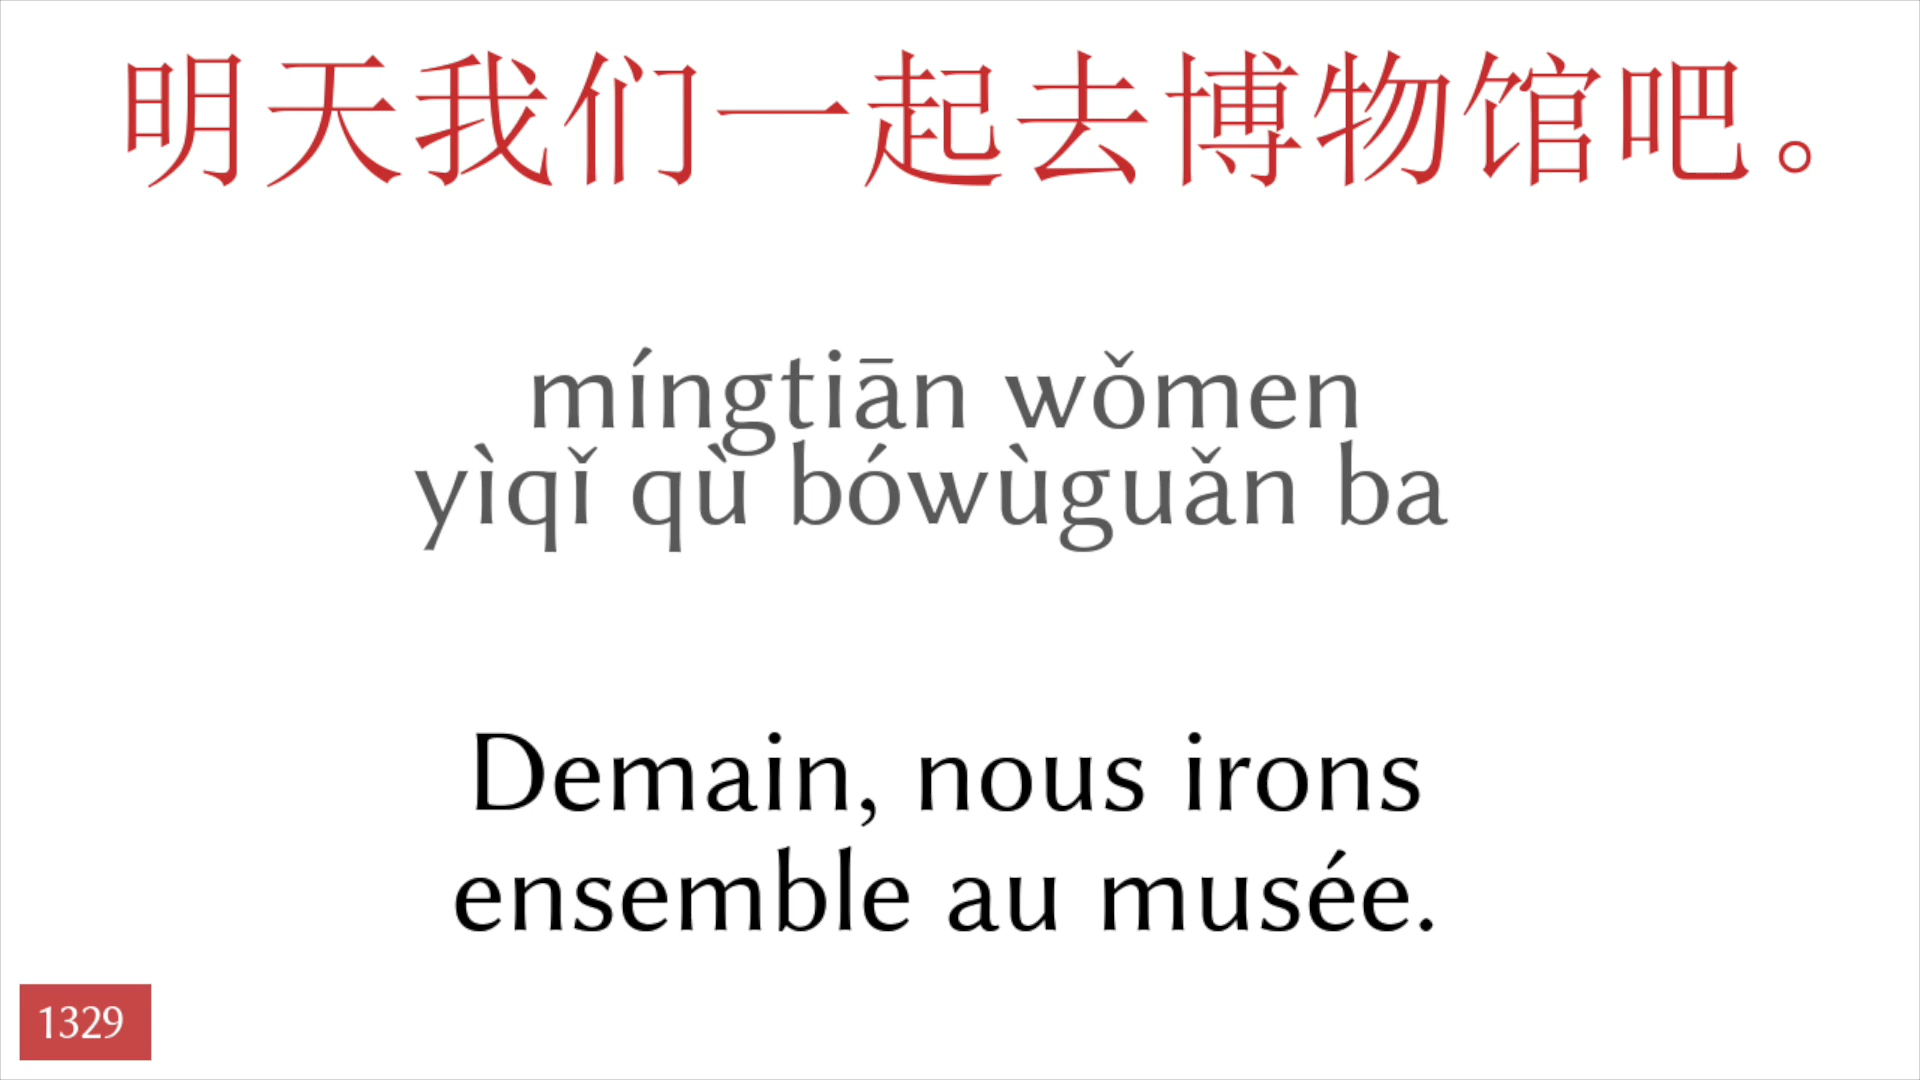 明天我们一起去博物馆吧。
míngtiān wǒmen
yìqǐ qù bówùguǎn ba
Demain, nous irons
ensemble au musée.
1329